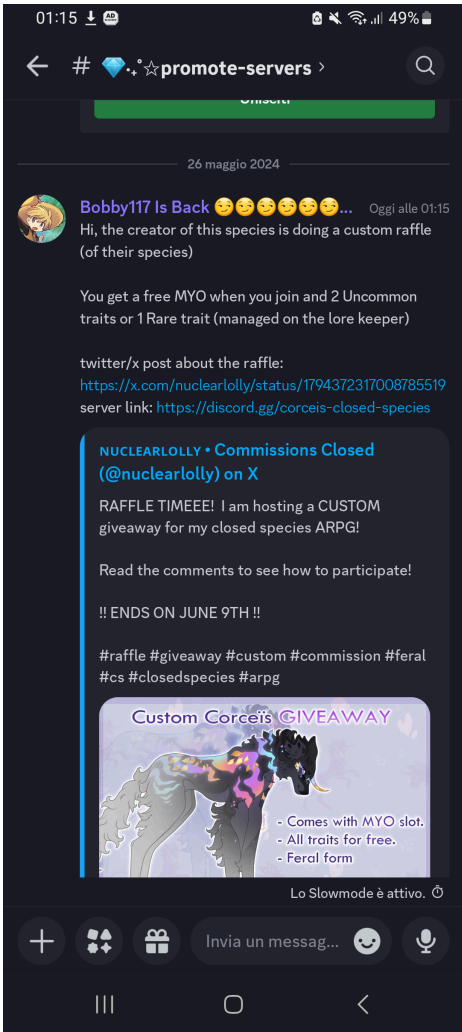 01:15
49%
# 💎·.˚☆promote-servers ›
Unisciti
26 maggio 2024
Bobby117 Is Back 😏😏😏😏😏😏... Oggi alle 01:15
Hi, the creator of this species is doing a custom raffle
(of their species)
You get a free MYO when you join and 2 Uncommon
traits or 1 Rare trait (managed on the lore keeper)
twitter/x post about the raffle:
https://x.com/nuclearlolly/status/1794372317008785519
server link: https://discord.gg/corceis-closed-species
NUCLEARLOLLY • Commissions Closed
(@nuclearlolly) on X
RAFFLE TIMEEE! I am hosting a CUSTOM
giveaway for my closed species ARPG!
Read the comments to see how to participate!
!! ENDS ON JUNE 9TH !!
#raffle #giveaway #custom #commission #feral
#cs #closedspecies #arpg
Custom Corceïs GIVEAWAY
- Comes with MYO slot.
- All traits for free.
- Feral form
Lo Slowmode è attivo.
Invia un messag...